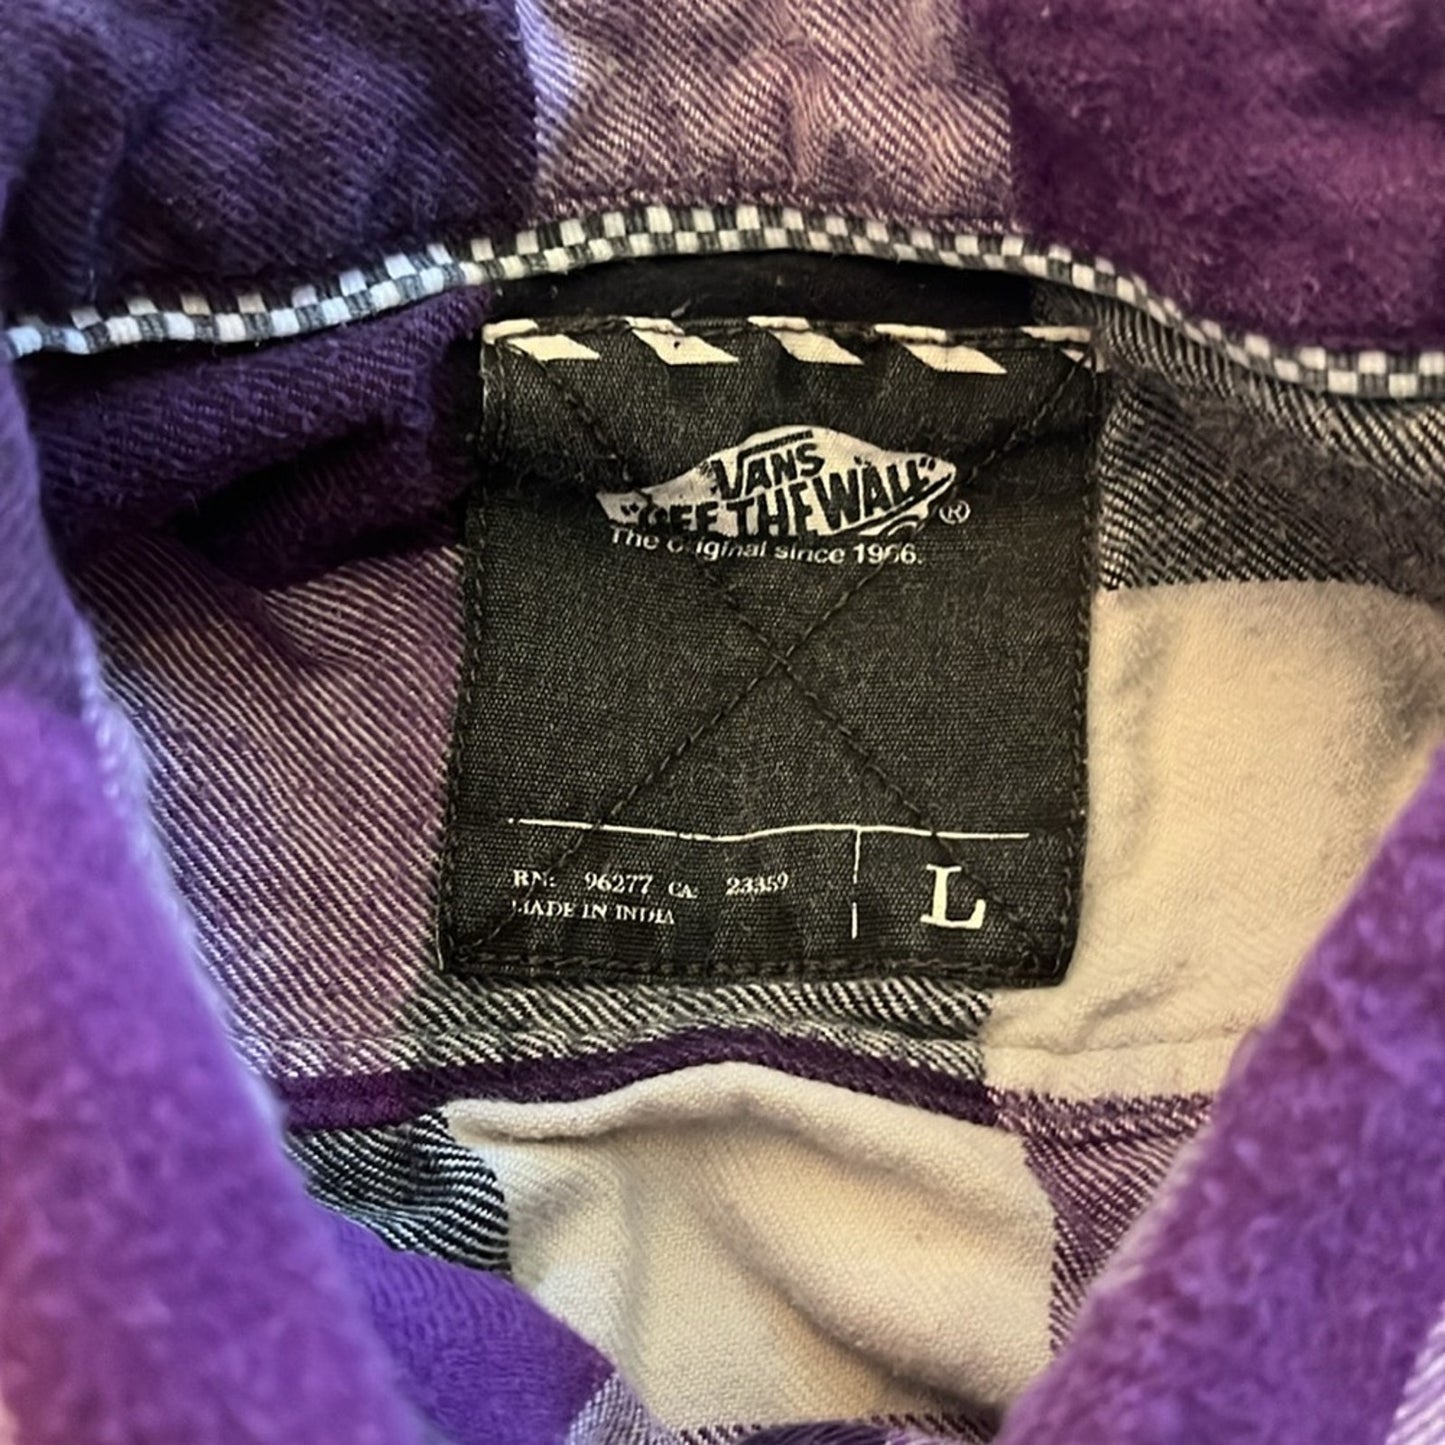 VANS
"OFF THE WALL" ®
The original since 1966.
RN: 96277 CA 23359
MADE IN INDIA
L